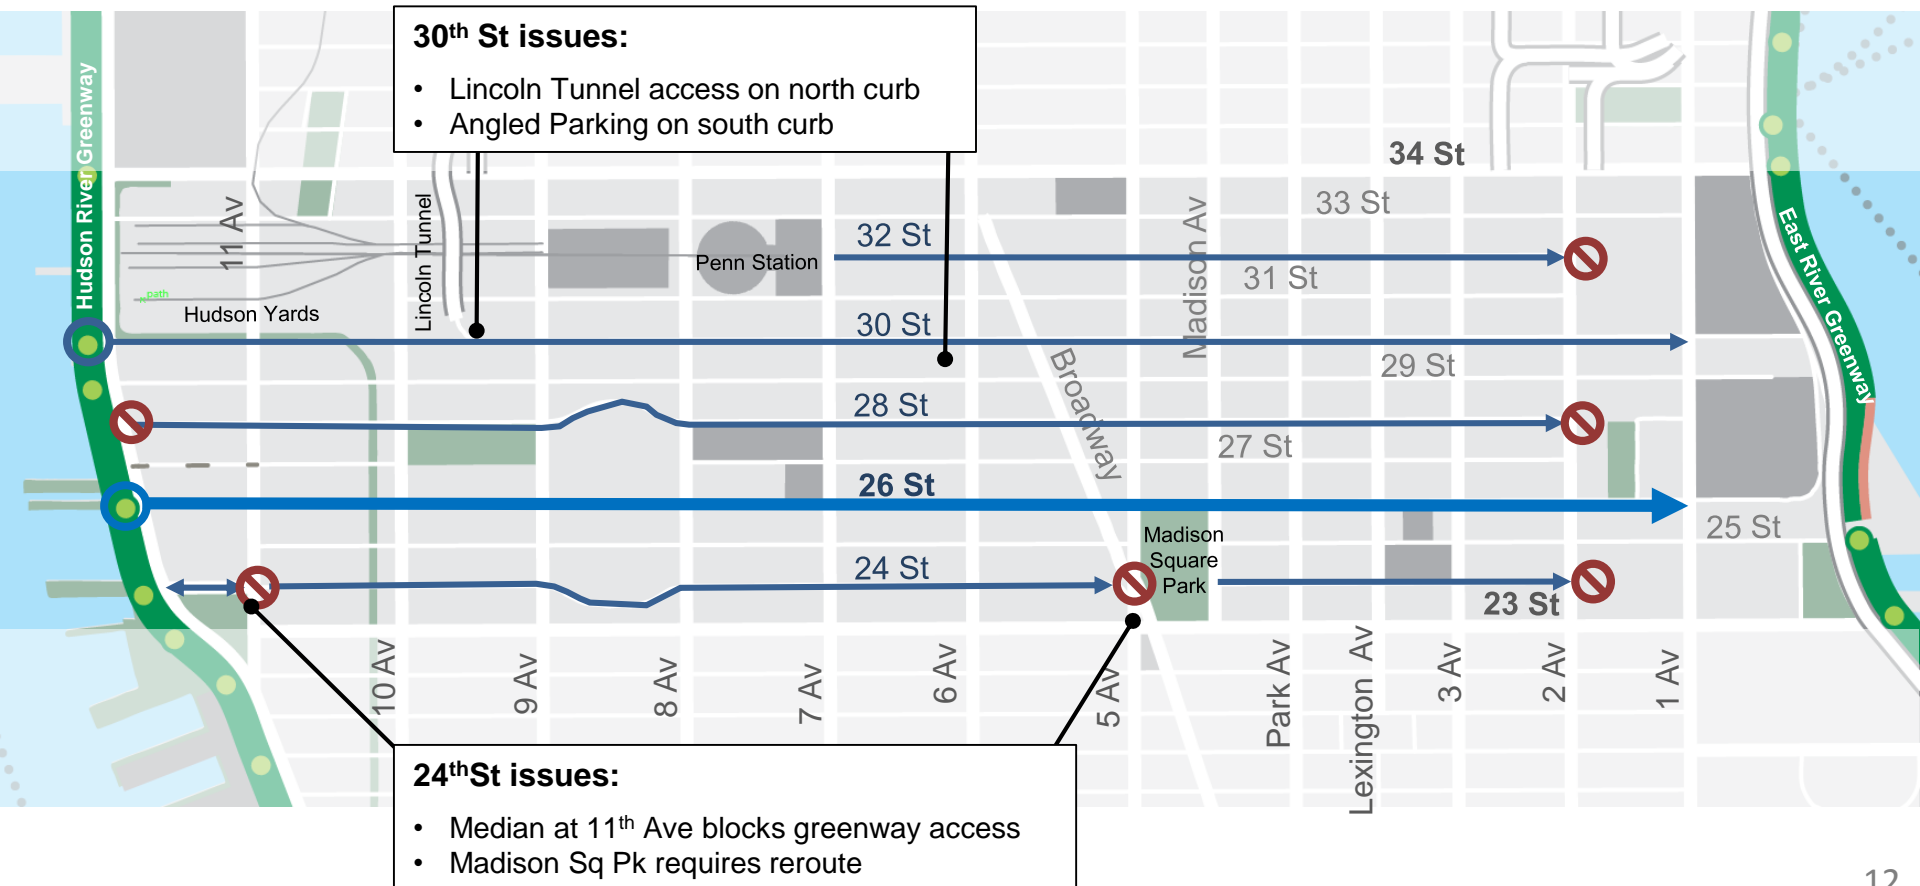 30th St issues:
• Lincoln Tunnel access on north curb
• Angled Parking on south curb
Hudson River Greenway
11 Av
Lincoln Tunnel
34 St
33 St
Madison Av
32 St
Penn Station
31 St
path
Hudson Yards
30 St
29 St
East River Greenway
Broadway
28 St
27 St
26 St
25 St
Madison
Square
Park
24 St
23 St
10 Av
9 Av
8 Av
7 Av
6 Av
5 Av
Park Av
Lexington Av
3 Av
2 Av
1 Av
24thSt issues:
• Median at 11th Ave blocks greenway access
• Madison Sq Pk requires reroute
12